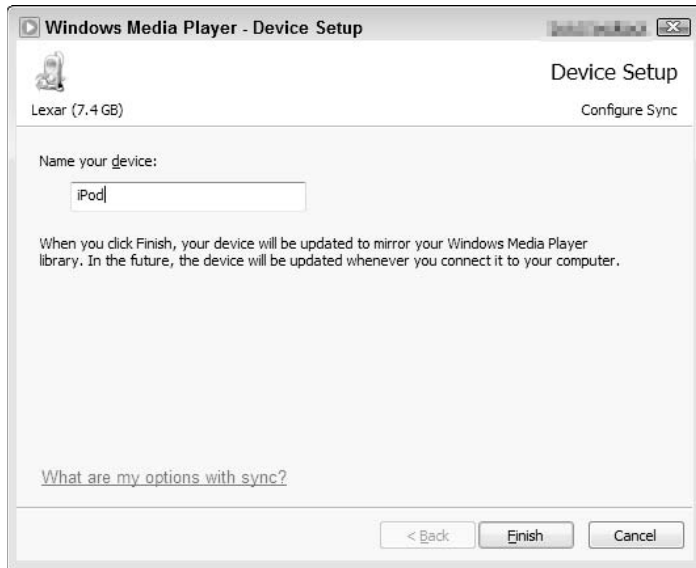 Windows Media Player - Device Setup
Device Setup
Lexar (7.4 GB)
Configure Sync
Name your device:
iPod
When you click Finish, your device will be updated to mirror your Windows Media Player
library. In the future, the device will be updated whenever you connect it to your computer.
What are my options with sync?
< Back
Finish
Cancel